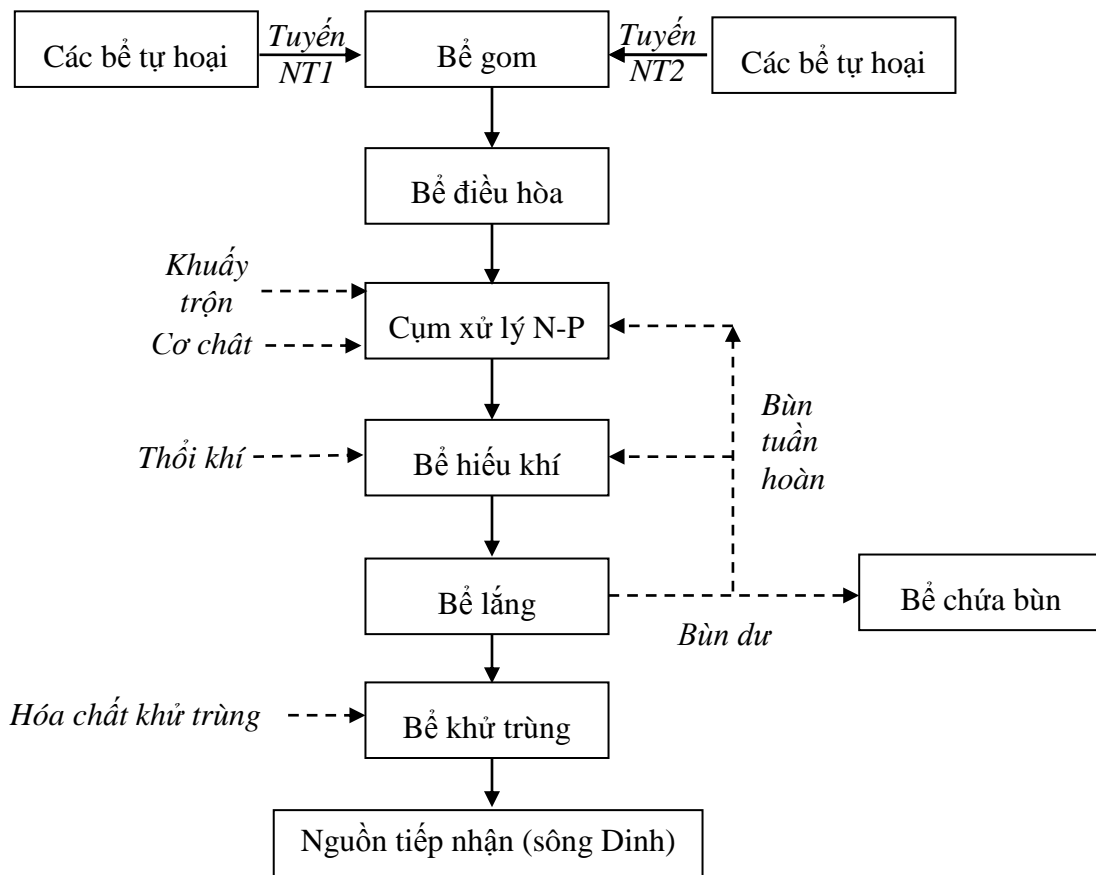 Các bể tự hoại
Tuyến
NT1
Bể gom
Tuyến
NT2
Các bể tự hoại
Bể điều hòa
Khuấy
trộn
Cơ chât
Cụm xử lý N-P
Thổi khí
Bể hiếu khí
Bùn
tuần
hoàn
Bể lắng
Bùn dư
Bể chứa bùn
Hóa chất khử trùng
Bể khử trùng
Nguồn tiếp nhận (sông Dinh)